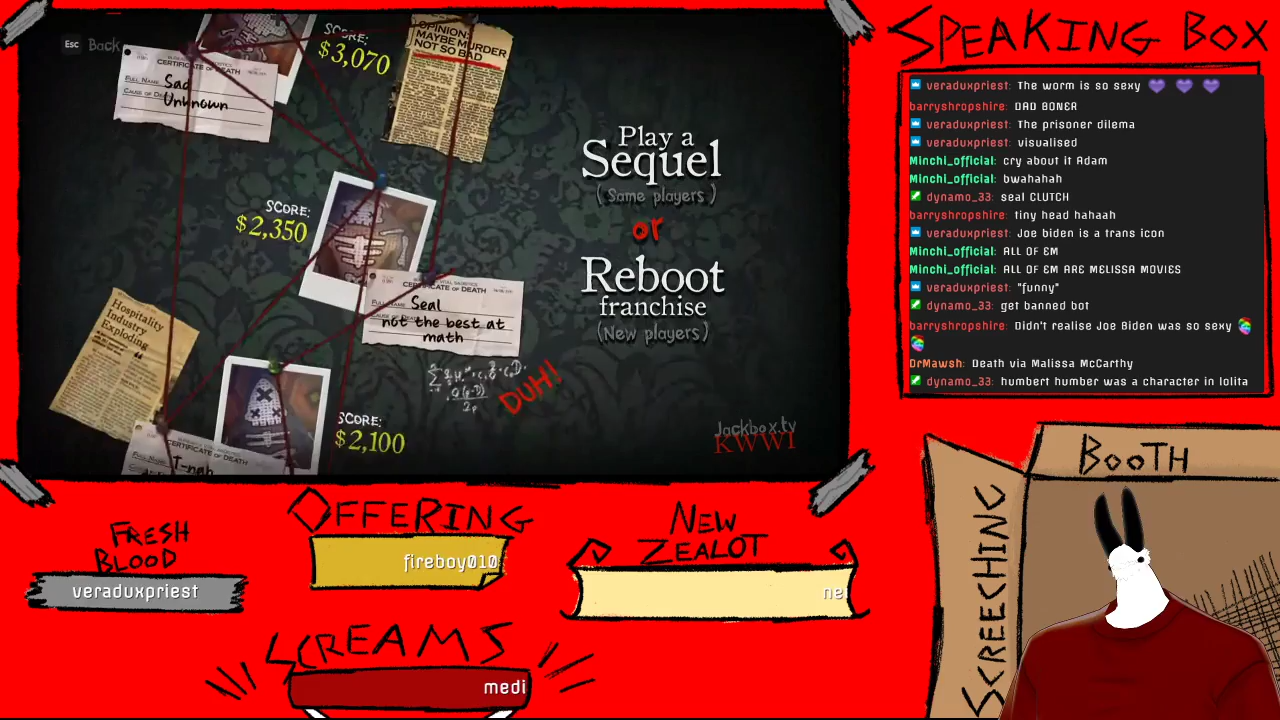 Esc Back
SCORE:
$3,070
CERTIFICATE OF DEATH
FULL NAME Sad
Unknown
OPINION:
MAYBE MURDER
NOT SO BAD
SCORE:
$2,350
CERTIFICATE OF DEATH
FULL NAME Seal
not the best at
math
DUH!
Hospitality
Industry
Exploding
SCORE:
$2,100
CERTIFICATE OF DEATH
Play a
Sequel
(Same players)
or
Reboot
franchise
(New players)
Jackbox.tv
KWWI
SPEAKING BOX
veraduxpriest: The worm is so sexy
barryshropshire: DAD BONER
veraduxpriest: The prisoner dilema
veraduxpriest: visualised
Minchi_official: cry about it Adam
Minchi_official: bwahahah
dynamo_33: seal CLUTCH
barryshropshire: tiny head hahaah
veraduxpriest: Joe biden is a trans icon
Minchi_official: ALL OF EM
Minchi_official: ALL OF EM ARE MELISSA MOVIES
veraduxpriest: "funny"
dynamo_33: get banned bot
barryshropshire: Didn't realise Joe Biden was so sexy
DrMawsh: Death via Malissa McCarthy
dynamo_33: humbert humber was a character in lolita
FRESH
BLOOD
veraduxpriest
OFFERING
fireboy010
NEW
ZEALOT
ne
SCREAMS
medi
BOOTH
SCREECHING